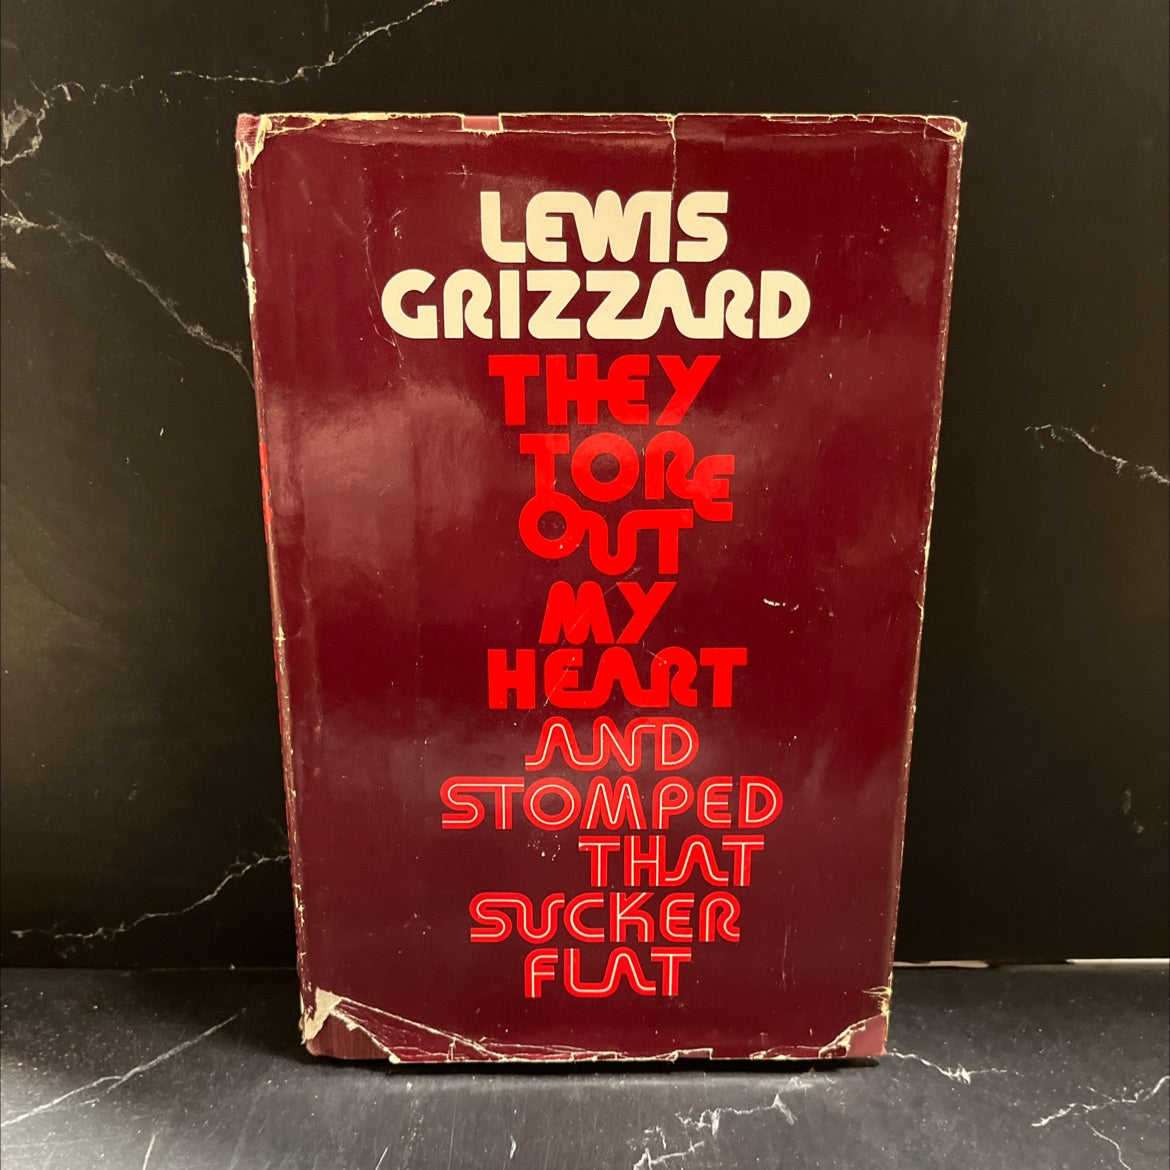 LEWIS
GRIZZARD
THEY
TORE
OUT
MY
HEART
AND
STOMPED
THAT
SUCKER
FLAT